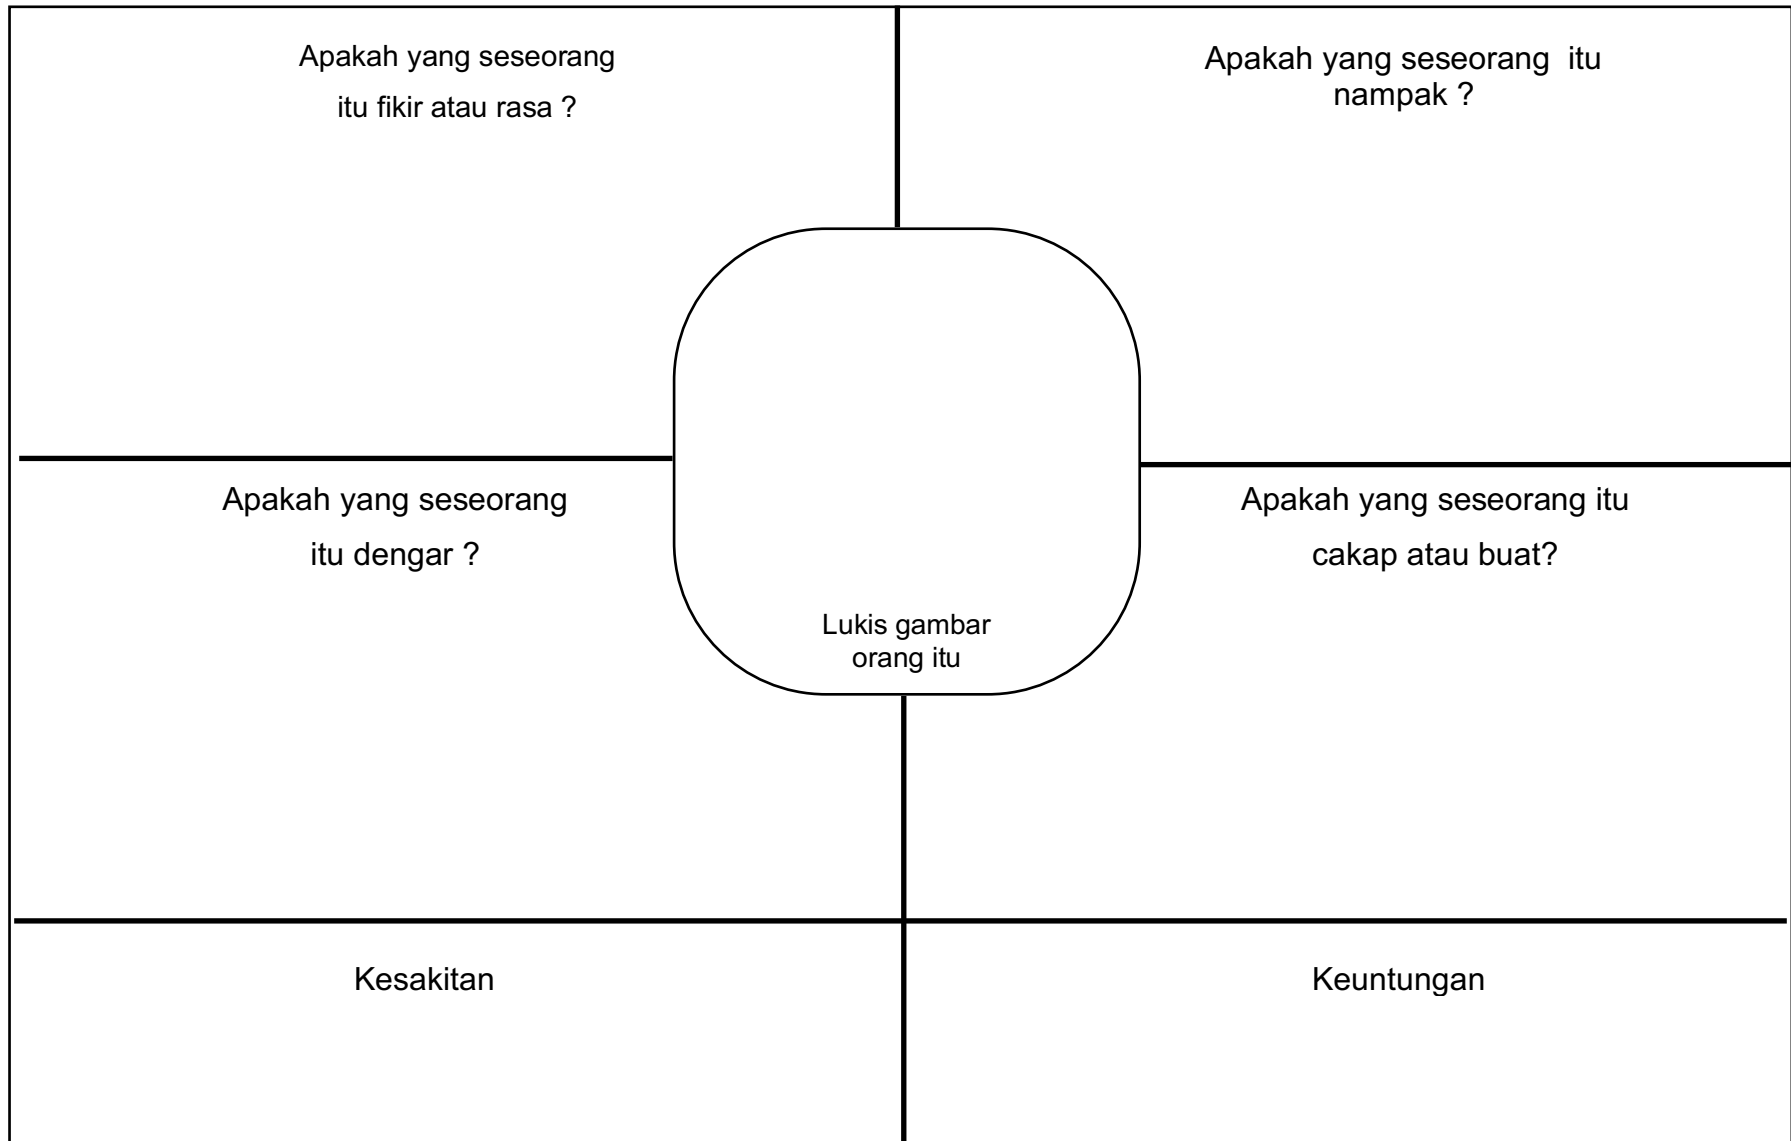 Apakah yang seseorang
itu fikir atau rasa ?
Apakah yang seseorang  itu
nampak ?
Apakah yang seseorang
itu dengar ?
Apakah yang seseorang itu
cakap atau buat?
Lukis gambar
orang itu
Kesakitan
Keuntungan